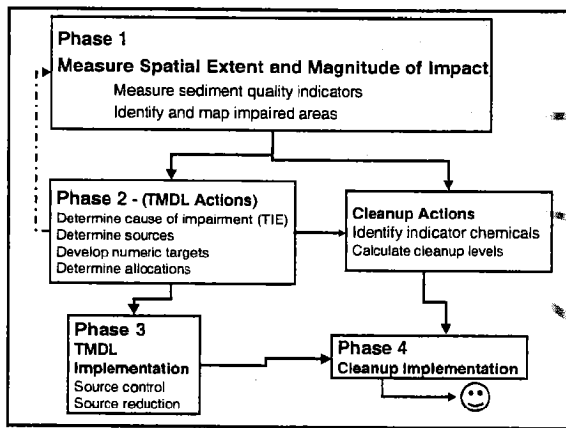 Phase 1
Measure Spatial Extent and Magnitude of Impact
Measure sediment quality indicators
Identify and map impaired areas
Phase 2 - (TMDL Actions)
Determine cause of impairment (TIE)
Determine sources
Develop numeric targets
Determine allocations
Cleanup Actions
Identify indicator chemicals
Calculate cleanup levels
Phase 3
TMDL
Implementation
Source control
Source reduction
Phase 4
Cleanup Implementation